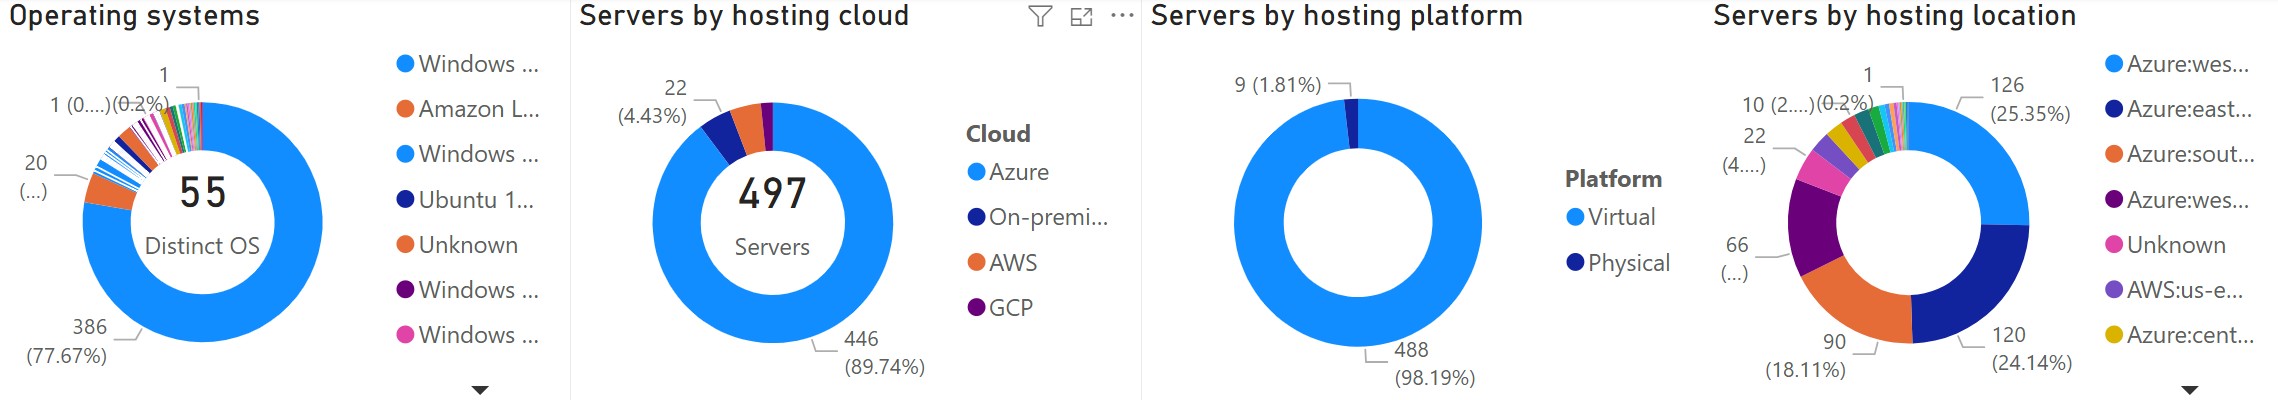 Operating systems
1
1 (0....)
(0.2%)
20
(...)
386
(77.67%)
55
Distinct OS
Windows ...
Amazon L...
Windows ...
Ubuntu 1...
Unknown
Windows ...
Windows ...
Servers by hosting cloud
22
(4.43%)
497
Servers
446
(89.74%)
Cloud
Azure
On-premi...
AWS
GCP
Servers by hosting platform
9 (1.81%)
488
(98.19%)
Platform
Virtual
Physical
Servers by hosting location
1
10 (2....)
(0.2%)
22
(4....)
66
(...)
90
(18.11%)
126
(25.35%)
120
(24.14%)
Azure:wes...
Azure:east...
Azure:sout...
Azure:wes...
Unknown
AWS:us-e...
Azure:cent...